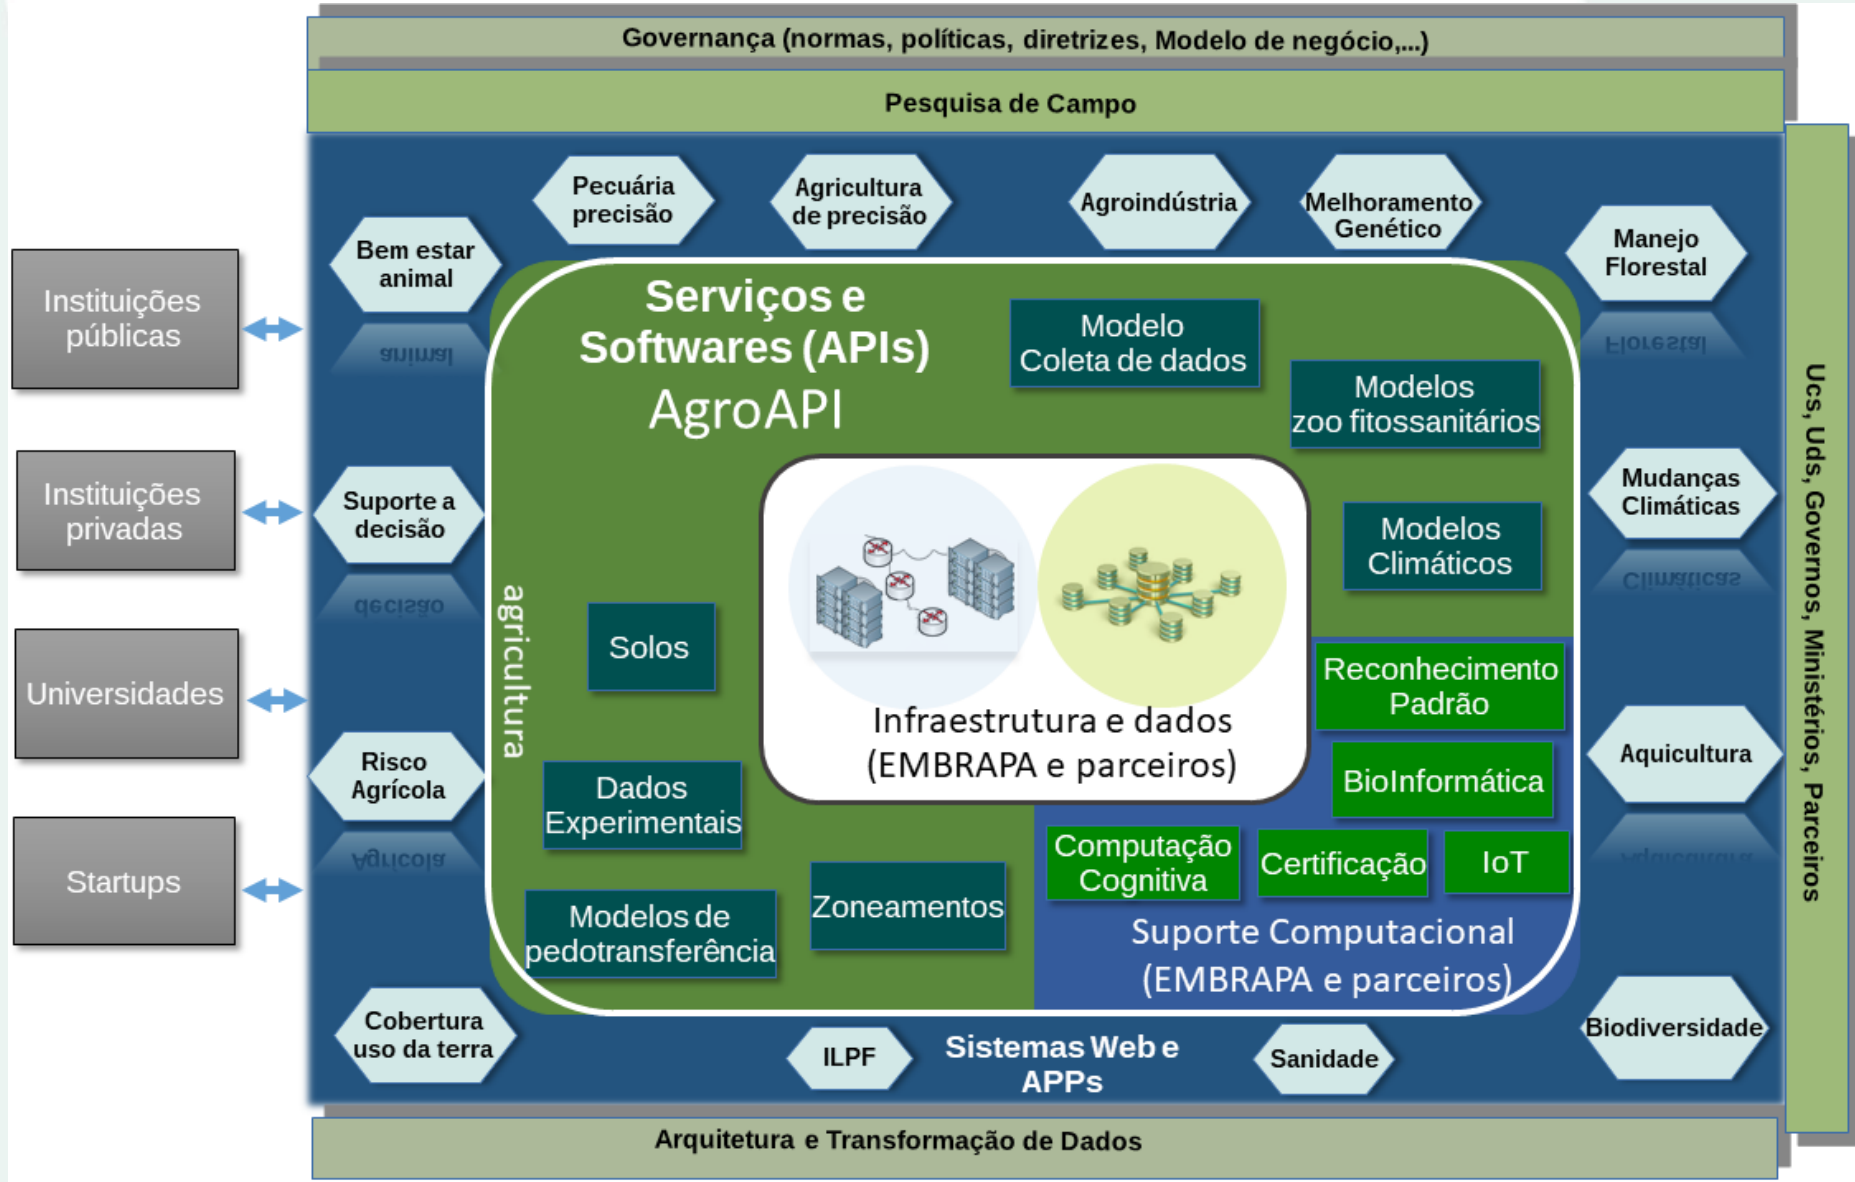 Governança (normas, políticas, diretrizes, Modelo de negócio,...)
Pesquisa de Campo
Pecuária
precisão
Agricultura
de precisão
Agroindústria
Melhoramento
Genético
Bem estar
animal
Manejo
Florestal
Instituições
públicas
Instituições
privadas
Universidades
Startups
Suporte a
decisão
Risco
Agrícola
Cobertura
uso da terra
Serviços e
Softwares (APIs)
AgroAPI
agricultura
Modelo
Coleta de dados
Modelos
zoo fitossanitários
Modelos
Climáticos
Solos
Dados
Experimentais
Modelos de
pedotransferência
Zoneamentos
Infraestrutura e dados
(EMBRAPA e parceiros)
Reconhecimento
Padrão
BioInformática
Computação
Cognitiva
Certificação
IoT
Suporte Computacional
(EMBRAPA e parceiros)
Mudanças
Climáticas
Aquicultura
Biodiversidade
ILPF
Sistemas Web e
APPs
Sanidade
Ucs, Uds, Governos, Ministérios, Parceiros
Arquitetura e Transformação de Dados